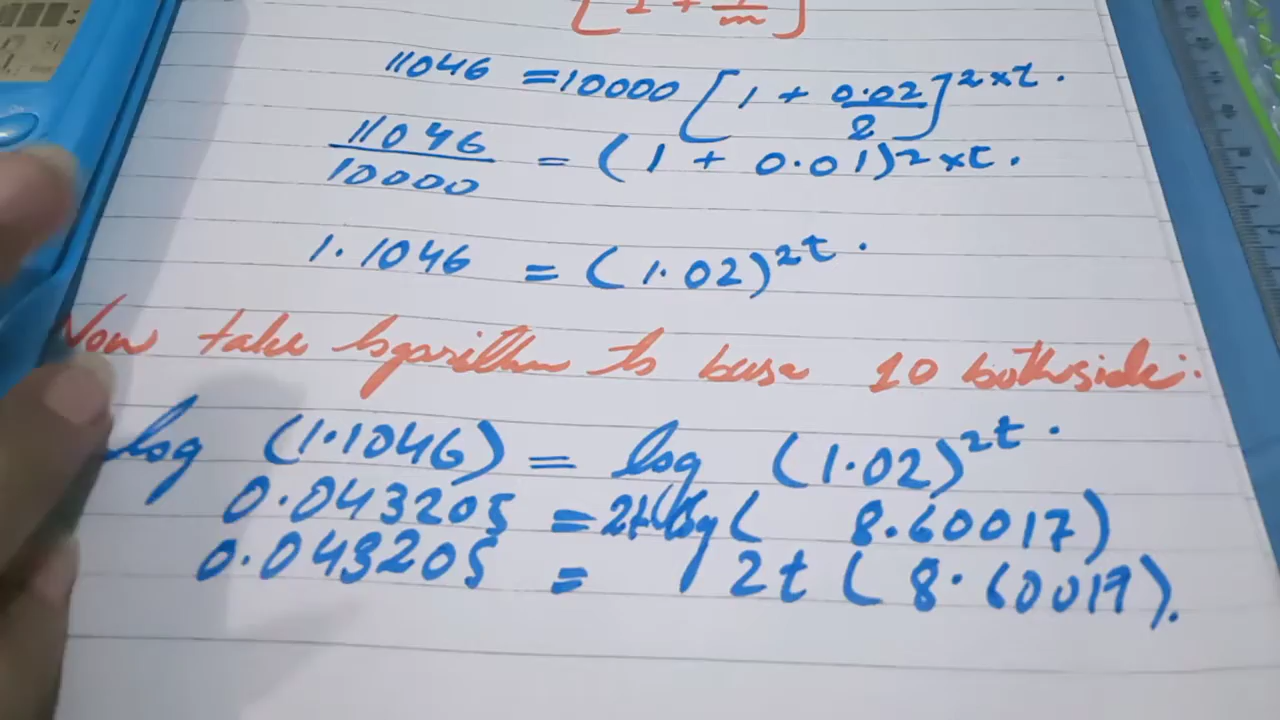 [1 + 1/m]
11046 = 10000 [1 + 0.02/2]^2×t.
11046/10000 = (1 + 0.01)^2×t.
1.1046 = (1.02)^2t.
Now take logarithm to base 10 bothside:
log (1.1046) = log (1.02)^2t.
0.043205 = 2t log ( 8.60017)
0.043205 = 2t ( 8.60017).